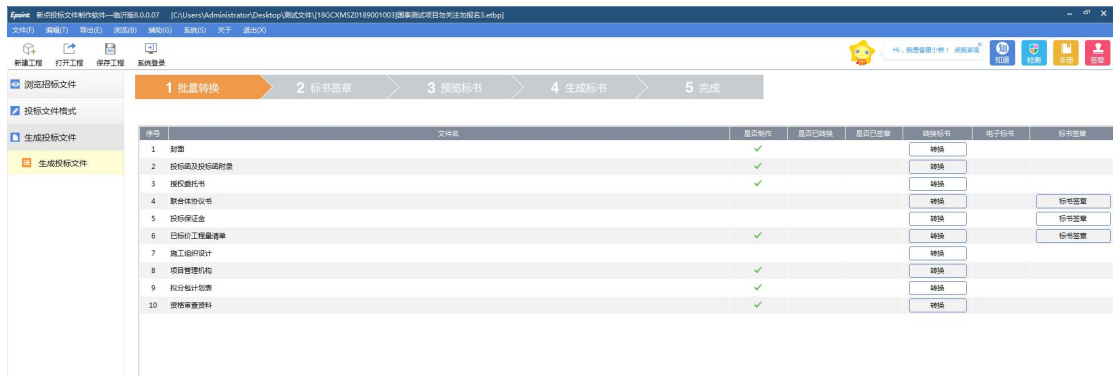 Epoint 新点投标文件制作软件—临沂版8.0.0.07 [C:\Users\Administrator\Desktop\测试文件\[18GCXMSZ0189001003]国泰测试项目勿关注勿报名3.etbp]
文件(F) 编辑(T) 导出(E) 浏览(B) 辅助(G) 系统(S) 关于 退出(X)
新建工程 打开工程 保存工程 系统登录
Hi,我是客服小新! 点我咨询
知道 检测 手册 签章
浏览招标文件
投标文件格式
生成投标文件
生成投标文件
1 批量转换 2 标书签章 3 预览标书 4 生成标书 5 完成
序号 文件名 是否制作 是否已转换 是否已签章 转换标书 电子标书 标书签章
1 封面 ✓ 转换
2 投标函及投标函附录 ✓ 转换
3 授权委托书 ✓ 转换
4 联合体协议书 转换 标书签章
5 投标保证金 转换 标书签章
6 已标价工程量清单 ✓ 转换 标书签章
7 施工组织设计 转换
8 项目管理机构 ✓ 转换
9 拟分包计划表 ✓ 转换
10 资格审查资料 ✓ 转换